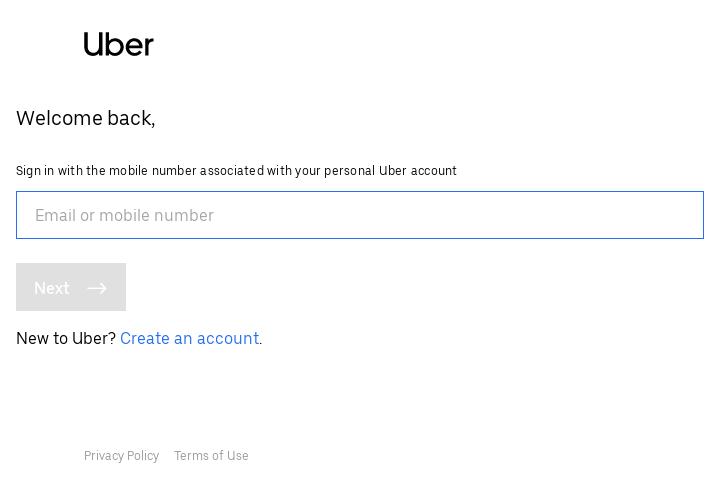 Uber
Welcome back,
Sign in with the mobile number associated with your personal Uber account
Email or mobile number
Next
New to Uber? Create an account.
Privacy Policy Terms of Use